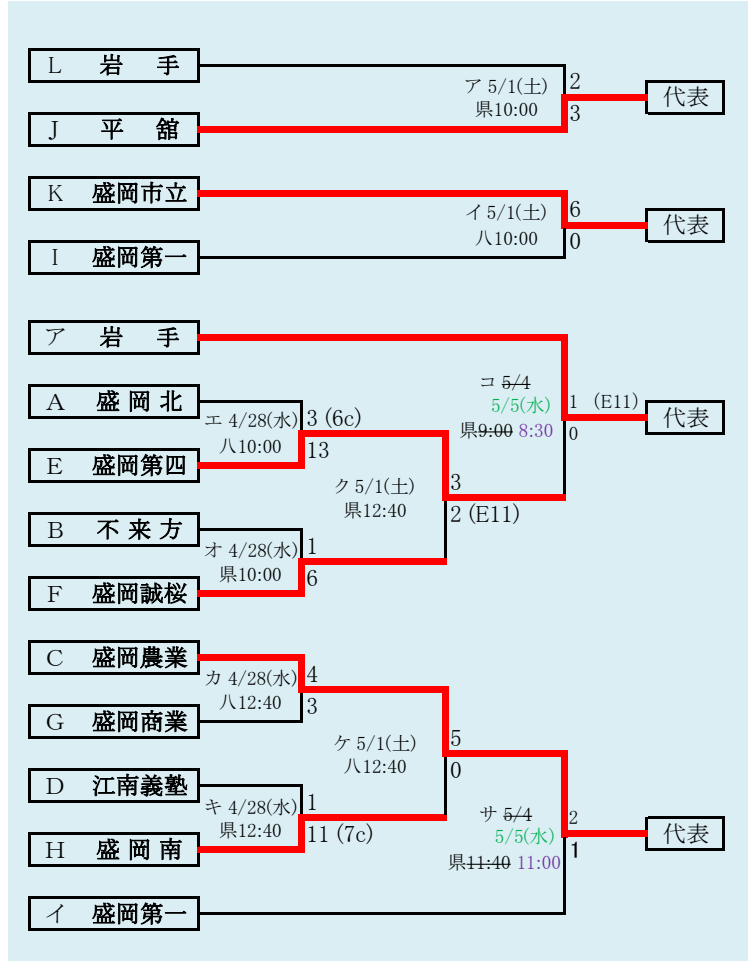 L 岩 手
ア 5/1(土)
県10:00
2
3
代表
J 平 舘
K 盛岡市立
イ 5/1(土)
八10:00
6
0
代表
I 盛岡第一
ア 岩 手
コ 5/4
5/5(水)
県9:00 8:30
1 (E11)
0
代表
A 盛 岡 北
エ 4/28(水)
八10:00
3 (6c)
13
E 盛岡第四
ク 5/1(土)
県12:40
3
2 (E11)
B 不 来 方
オ 4/28(水)
県10:00
1
6
F 盛岡誠桜
C 盛岡農業
カ 4/28(水)
八12:40
4
3
G 盛岡商業
ケ 5/1(土)
八12:40
5
0
D 江南義塾
キ 4/28(水)
県12:40
1
11 (7c)
H 盛 岡 南
サ 5/4
5/5(水)
県11:40 11:00
2
1
代表
イ 盛岡第一